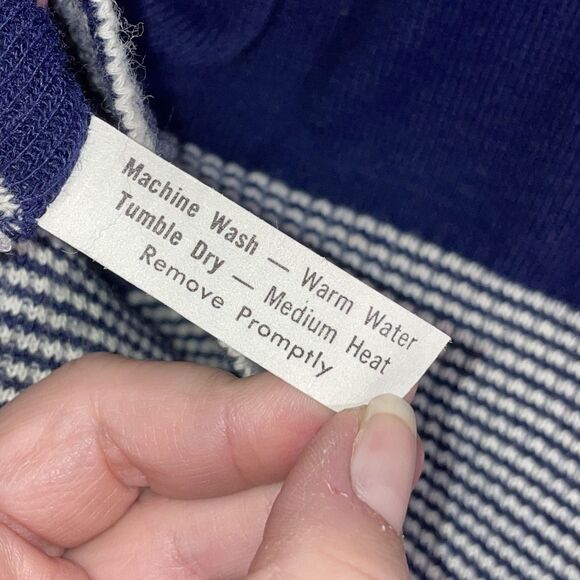 Machine Wash — Warm Water
Tumble Dry — Medium Heat
Remove Promptly